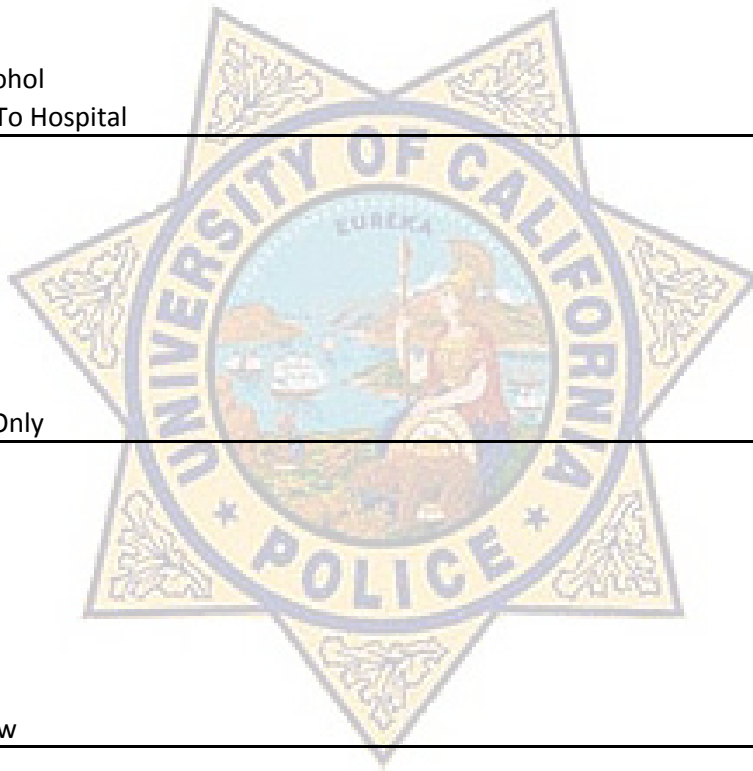 ohol
To Hospital
UNIVERSITY OF CALIFORNIA
EUREKA
Only
POLICE
w